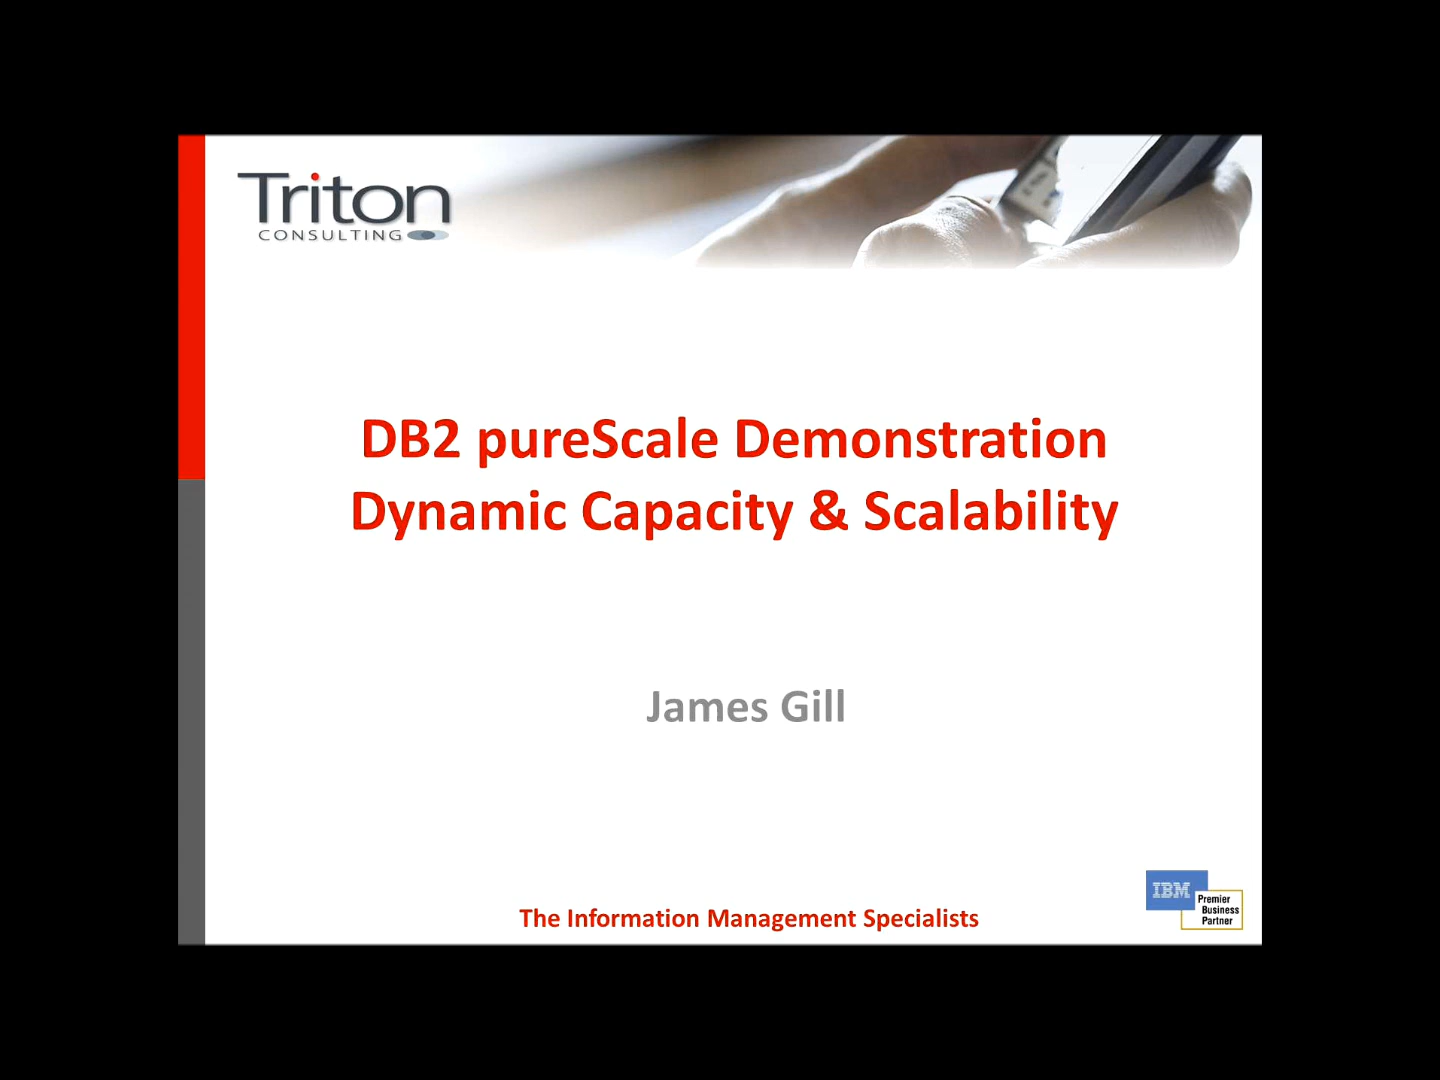 Triton
CONSULTING
DB2 pureScale Demonstration
Dynamic Capacity & Scalability
James Gill
The Information Management Specialists
IBM
Premier
Business
Partner